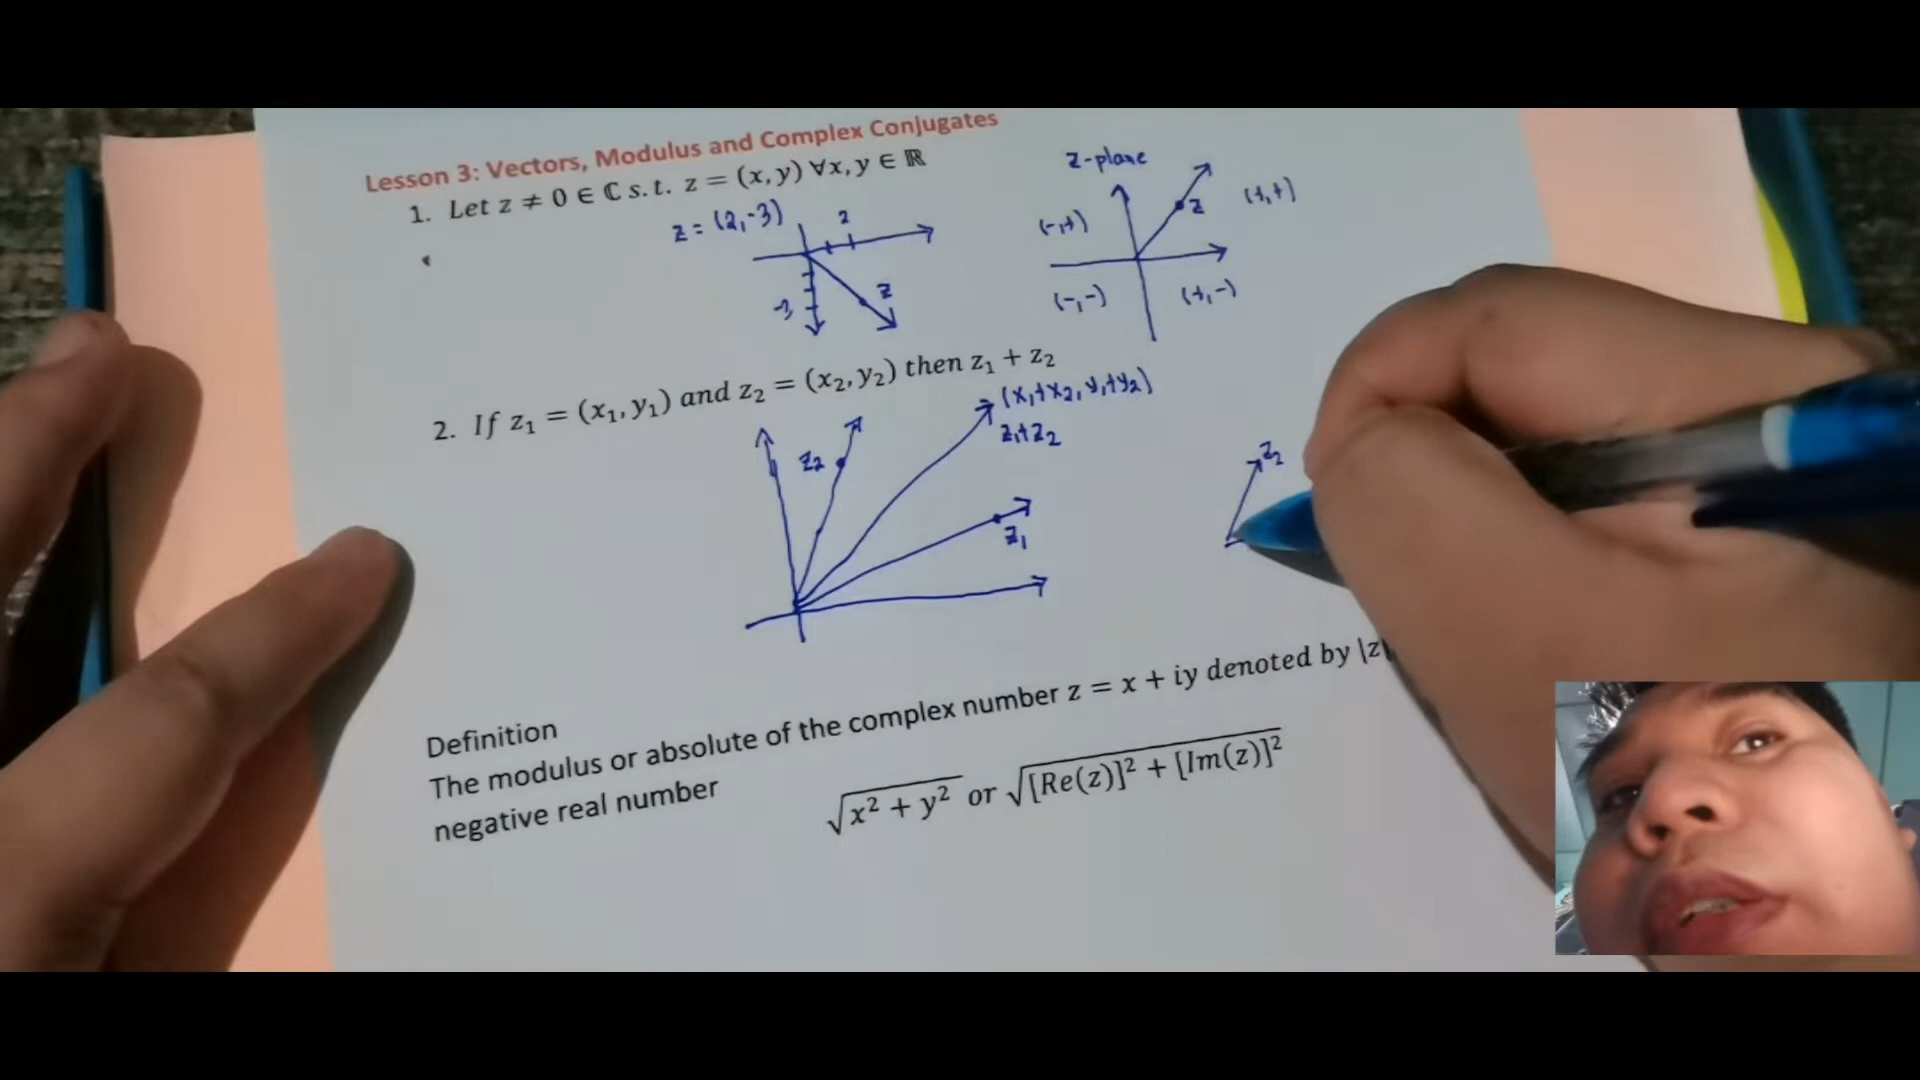 Lesson 3: Vectors, Modulus and Complex Conjugates
1. Let z ≠ 0 ∈ ℂ s.t. z = (x, y) ∀x, y ∈ ℝ
z = (2,-3)
2
-3
z
z-plane
(-,+)
z
(+,+)
(-,-)
(+,-)
2. If z₁ = (x₁, y₁) and z₂ = (x₂, y₂) then z₁ + z₂
(x₁+x₂, y₁+y₂)
z₁+z₂
z₂
z₁
z₂
Definition
The modulus or absolute of the complex number z = x + iy denoted by |z|
negative real number
√x² + y² or √[Re(z)]² + [Im(z)]²